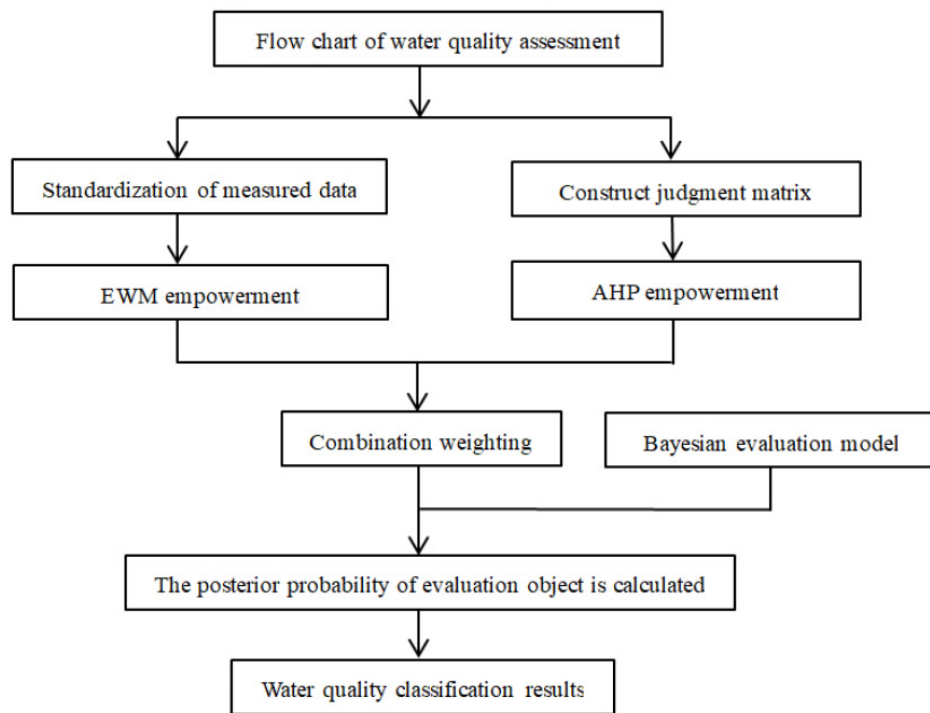 Flow chart of water quality assessment
Standardization of measured data
Construct judgment matrix
EWM empowerment
AHP empowerment
Combination weighting
Bayesian evaluation model
The posterior probability of evaluation object is calculated
Water quality classification results